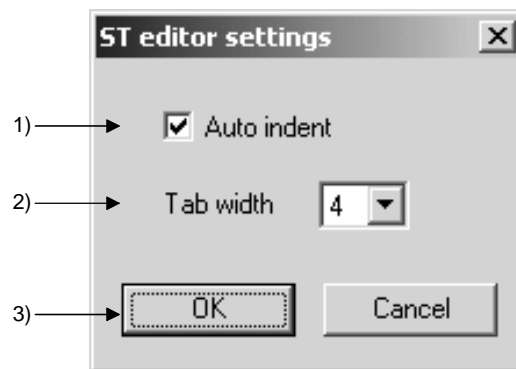 ST editor settings
1) Auto indent
2) Tab width 4
3) OK Cancel